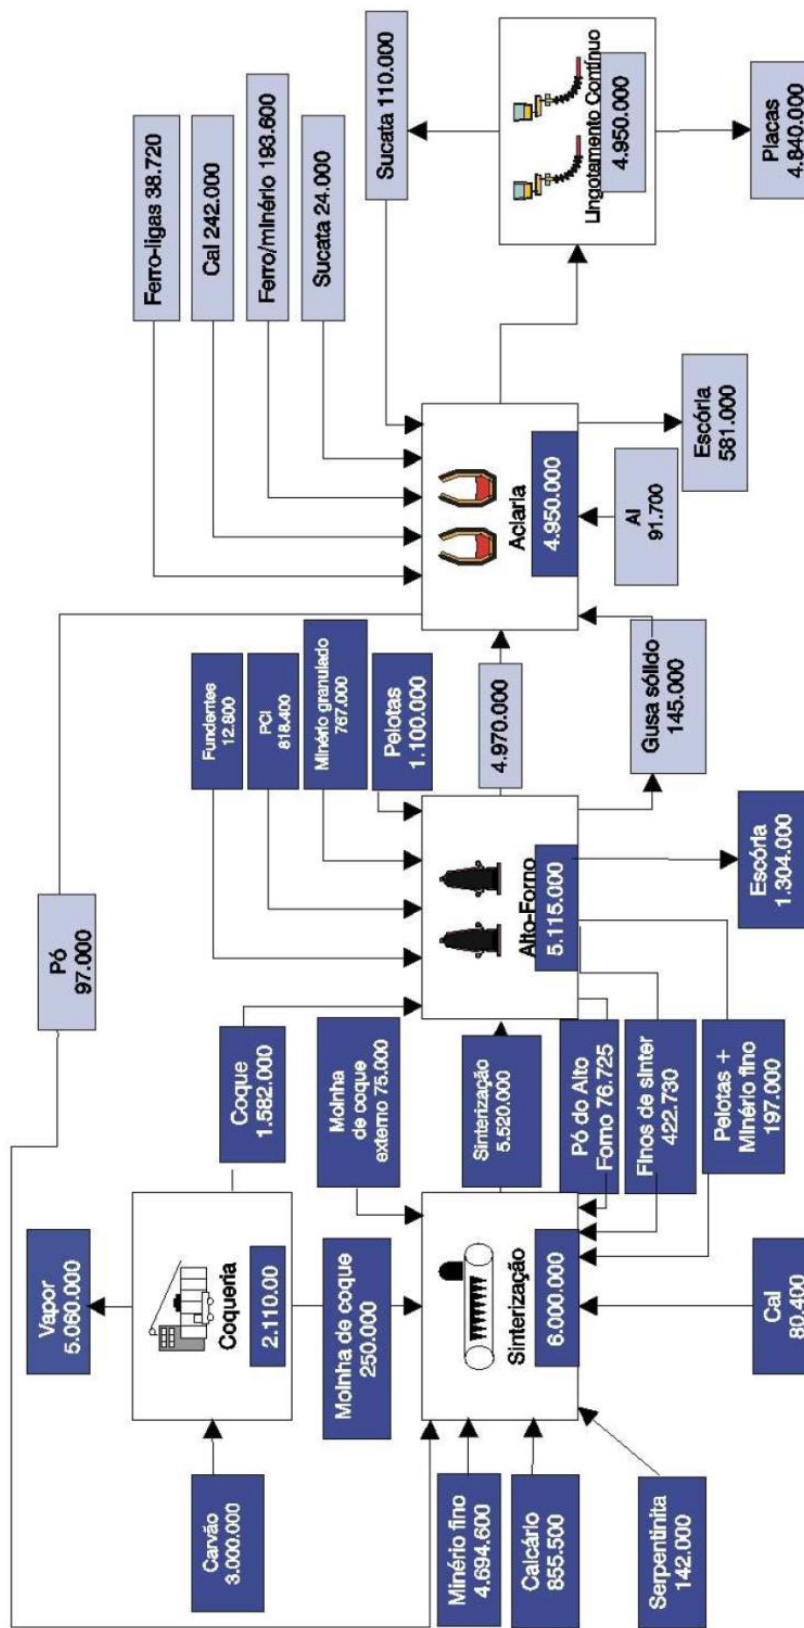 Vapor
5.060.000
Pó
97.000
Carvão
3.000.000
Coqueria
2.110.00
Coque
1.582.000
Moinha de coque
250.000
Moinha
de coque
externo 75.000
Minério fino
4.694.600
Calcário
855.500
Serpentinita
142.000
Cal
80.400
Sinterização
6.000.000
Sinterização
5.520.000
Pó do Alto
Forno 76.725
Finos de sinter
422.730
Pelotas +
Minério fino
197.000
Fundentes
12.800
PCI
818.400
Minério granulado
767.000
Pelotas
1.100.000
Alto-Forno
5.115.000
Escória
1.304.000
4.970.000
Gusa sólido
145.000
Ferro-ligas 38.720
Cal 242.000
Ferro/minério 193.600
Sucata 24.000
Sucata 110.000
Aciaria
4.950.000
Al
91.700
Escória
581.000
Lingotamento Contínuo
4.950.000
Placas
4.840.000